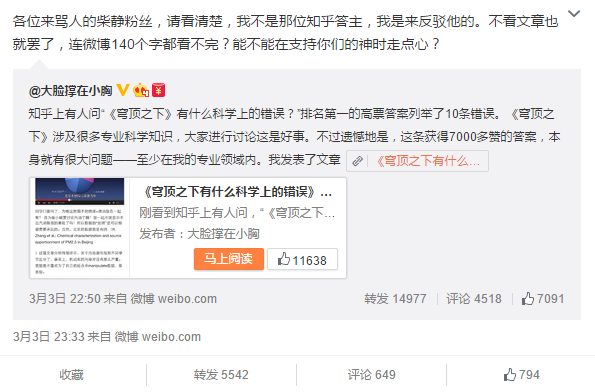 各位来骂人的柴静粉丝，请看清楚，我不是那位知乎答主，我是来反驳他的。不看文章也
就罢了，连微博140个字都看不完？能不能在支持你们的神时走点心？
@大脸撑在小胸
知乎上有人问“《穹顶之下》有什么科学上的错误？”排名第一的高票答案列举了10条错误。《穹顶之
下》涉及很多专业科学知识，大家进行讨论这是好事。不过遗憾地是，这条获得7000多赞的答案，本
身就有很大问题——至少在我的专业领域内。我发表了文章 《穹顶之下有什么...
《穹顶之下有什么科学上的错误》...
刚看到知乎上有人问，“《穹顶之下...
发布者：大脸撑在小胸
马上阅读 11638
3月3日 22:50 来自 微博 weibo.com 转发 14977 评论 4518 7091
3月3日 23:33 来自 微博 weibo.com
收藏 转发 5542 评论 649 794